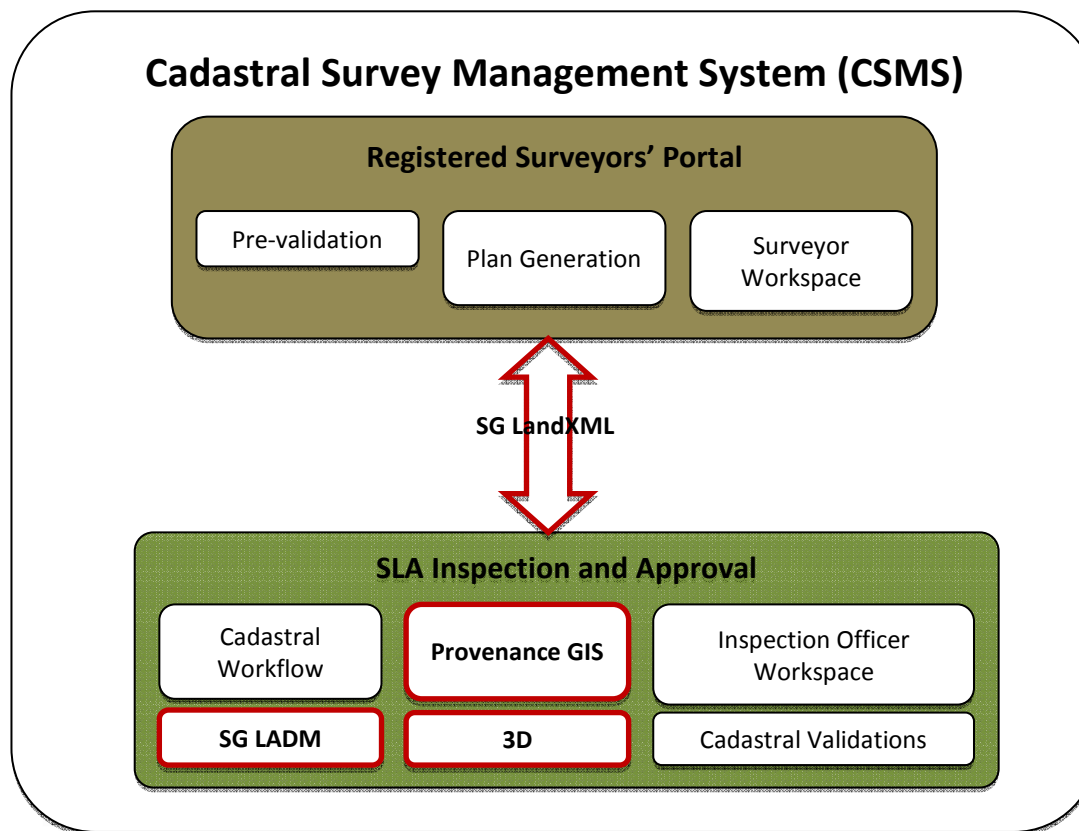 Cadastral Survey Management System (CSMS)
Registered Surveyors’ Portal
Pre-validation
Plan Generation
Surveyor
Workspace
SG LandXML
SLA Inspection and Approval
Cadastral
Workflow
Provenance GIS
Inspection Officer
Workspace
SG LADM
3D
Cadastral Validations